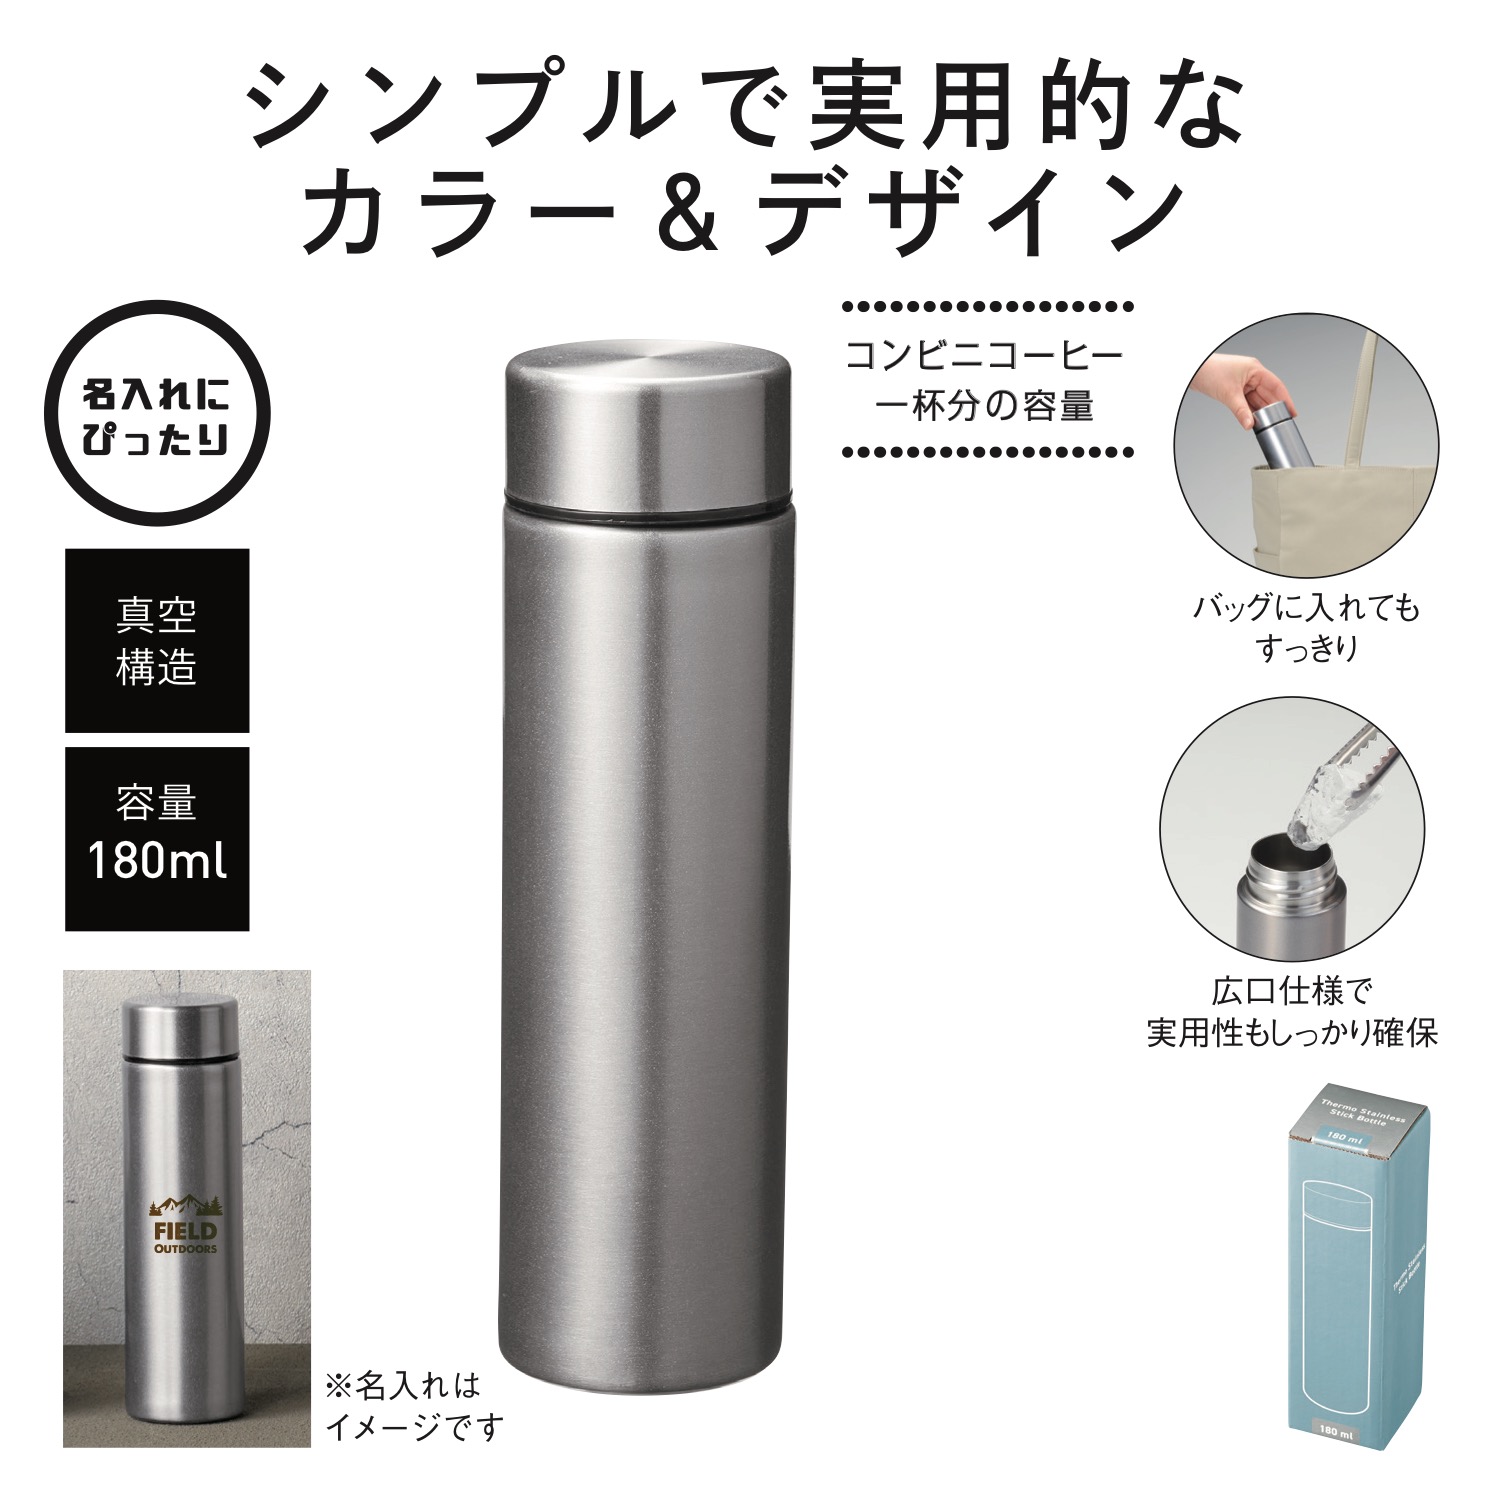 シンプルで実用的な
カラー&デザイン
名入れに
ぴったり
真空
構造
容量
180ml
コンビニコーヒー
一杯分の容量
バッグに入れても
すっきり
広口仕様で
実用性もしっかり確保
FIELD
OUTDOORS
※名入れは
イメージです
Thermo Stainless
Stick Bottle
180 ml
Thermo Stainless
Stick Bottle
180 ml